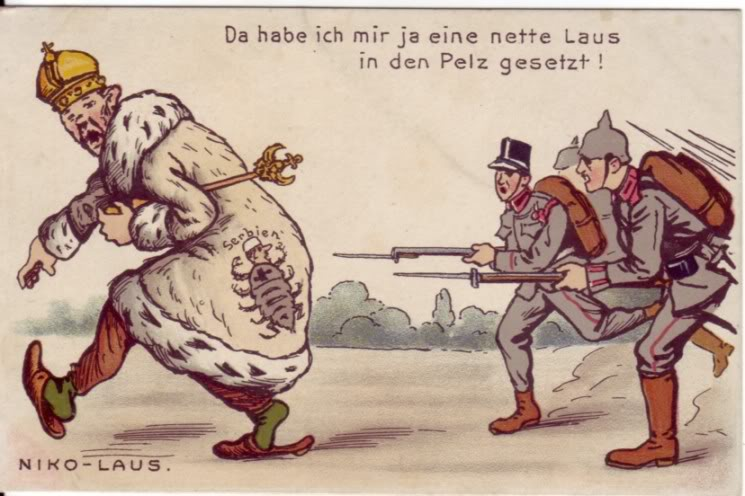 Da habe ich mir ja eine nette Laus
in den Pelz gesetzt!
Serbien
NIKO-LAUS.